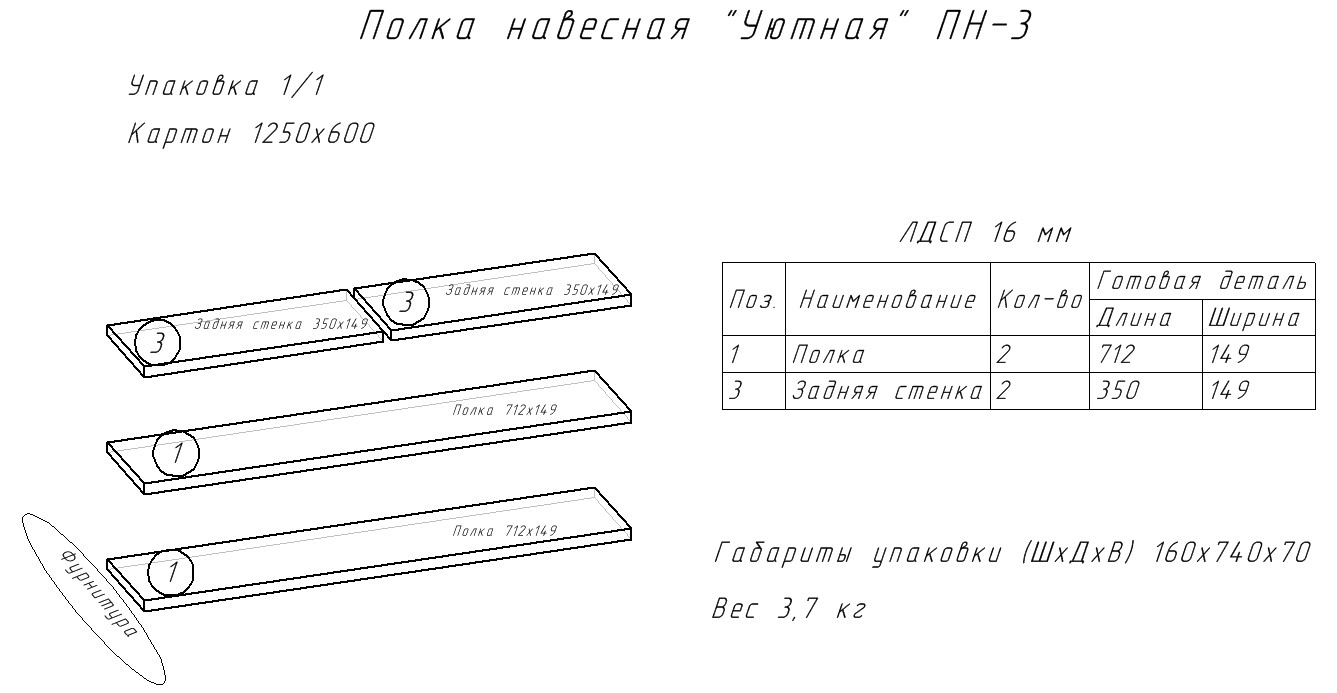 Полка навесная "Уютная" ПН-3
Упаковка 1/1
Картон 1250х600
3 Задняя стенка 350х149
3 Задняя стенка 350х149
1 Полка 712х149
1 Полка 712х149
Фурнитура
ЛДСП 16 мм
Поз. Наименование Кол-во Готовая деталь
Длина Ширина
1 Полка 2 712 149
3 Задняя стенка 2 350 149
Габариты упаковки (ШхДхВ) 160х740х70
Вес 3,7 кг